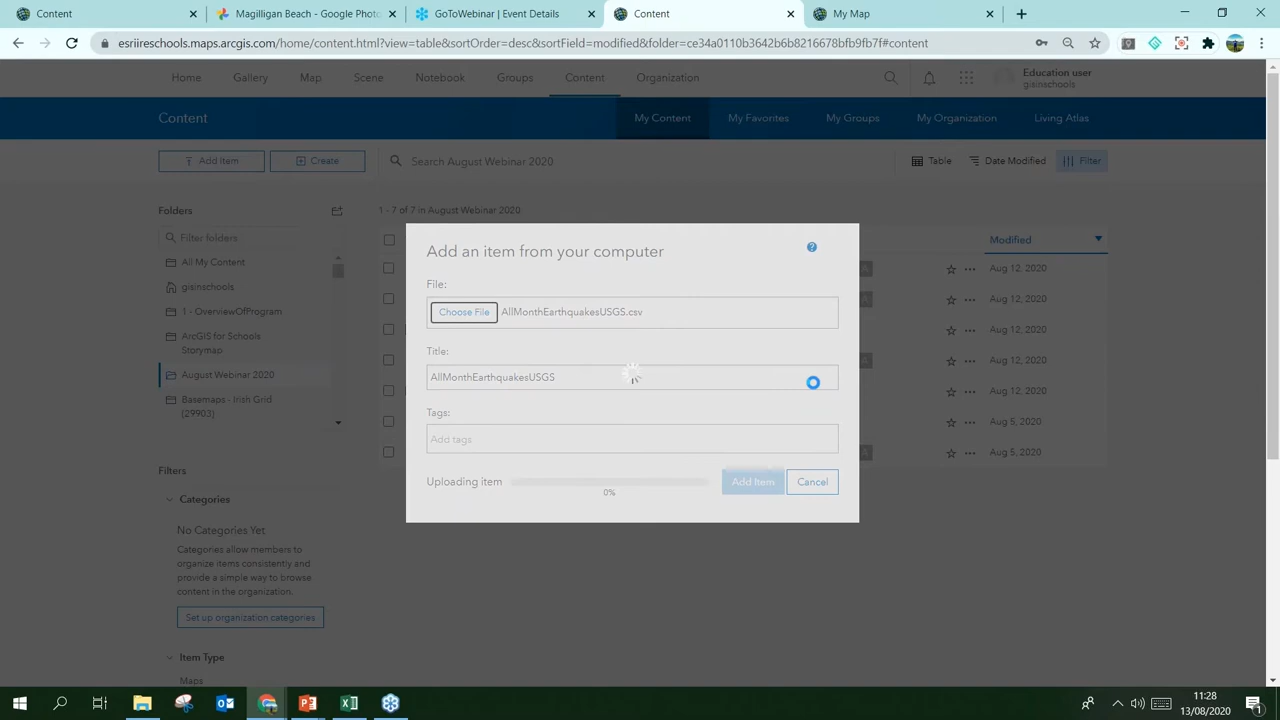 Content
Magilligan Beach - Google Photo
GoToWebinar | Event Details
Content
My Map
esriireschools.maps.arcgis.com/home/content.html?view=table&sortOrder=desc&sortField=modified&folder=ce34a0110b3642b6b8216678bfb9fb7f#content
Home
Gallery
Map
Scene
Notebook
Groups
Content
Organization
Education user
gisinschools
Content
My Content
My Favorites
My Groups
My Organization
Living Atlas
Add Item
Create
Search August Webinar 2020
Table
Date Modified
Filter
Folders
1 - 7 of 7 in August Webinar 2020
Filter folders
Modified
All My Content
gisinschools.
1 - OverviewOfProgram
ArcGIS for Schools
Storymap
August Webinar 2020
Basemaps - Irish Grid
[29903]
Aug 12, 2020
Aug 12, 2020
Aug 12, 2020
Aug 12, 2020
Aug 12, 2020
Aug 5, 2020
Aug 5, 2020
Add an item from your computer
File:
Choose File AllMonthEarthquakesUSGS.csv
Title:
AllMonthEarthquakesUSGS
Tags:
Add tags
Uploading item
0%
Add Item
Cancel
Filters
Categories
No Categories Yet
Categories allow members to
organize items consistently and
provide a simple way to browse
content in the organization.
Set up organization categories
Item Type
Maps
11:28
13/08/2020
1